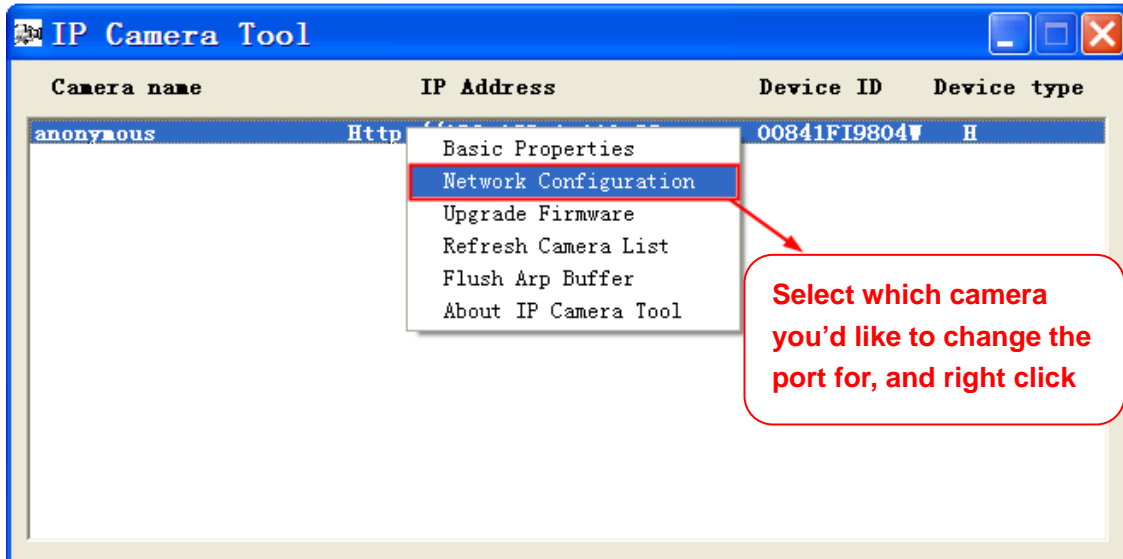 IP Camera Tool
Camera name IP Address Device ID Device type
anonymous Http 00841FI9804W H
Basic Properties
Network Configuration
Upgrade Firmware
Refresh Camera List
Flush Arp Buffer
About IP Camera Tool
Select which camera
you'd like to change the
port for, and right click